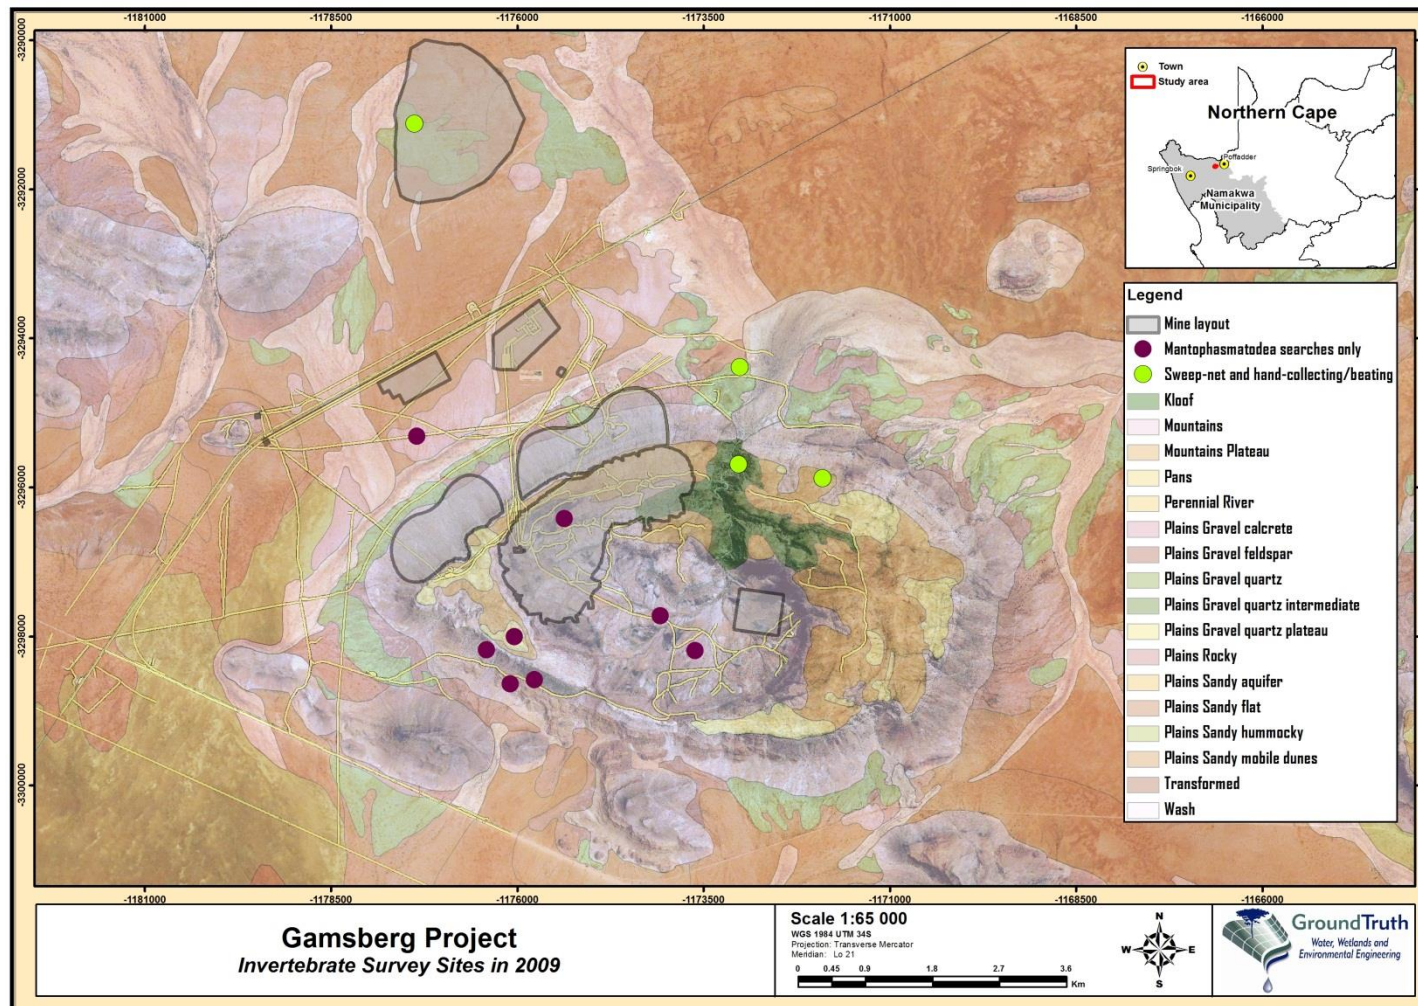 -1181000 -1178500 -1176000 -1173500 -1171000 -1168500 -1166000
-3290000
-3292000
-3294000
-3296000
-3298000
-3300000
Town
Study area
Northern Cape
Poffadder
Springbok
Namakwa
Municipality
Legend
Mine layout
Mantophasmatodea searches only
Sweep-net and hand-collecting/beating
Kloof
Mountains
Mountains Plateau
Pans
Perennial River
Plains Gravel calcrete
Plains Gravel feldspar
Plains Gravel quartz
Plains Gravel quartz intermediate
Plains Gravel quartz plateau
Plains Rocky
Plains Sandy aquifer
Plains Sandy flat
Plains Sandy hummocky
Plains Sandy mobile dunes
Transformed
Wash
-1181000 -1178500 -1176000 -1173500 -1171000 -1168500 -1166000
Gamsberg Project
Invertebrate Survey Sites in 2009
Scale 1:65 000
WGS 1984 UTM 34S
Projection: Transverse Mercator
Meridian: Lo 21
0 0.45 0.9 1.8 2.7 3.6
Km
N
W E
S
GroundTruth
Water, Wetlands and
Environmental Engineering